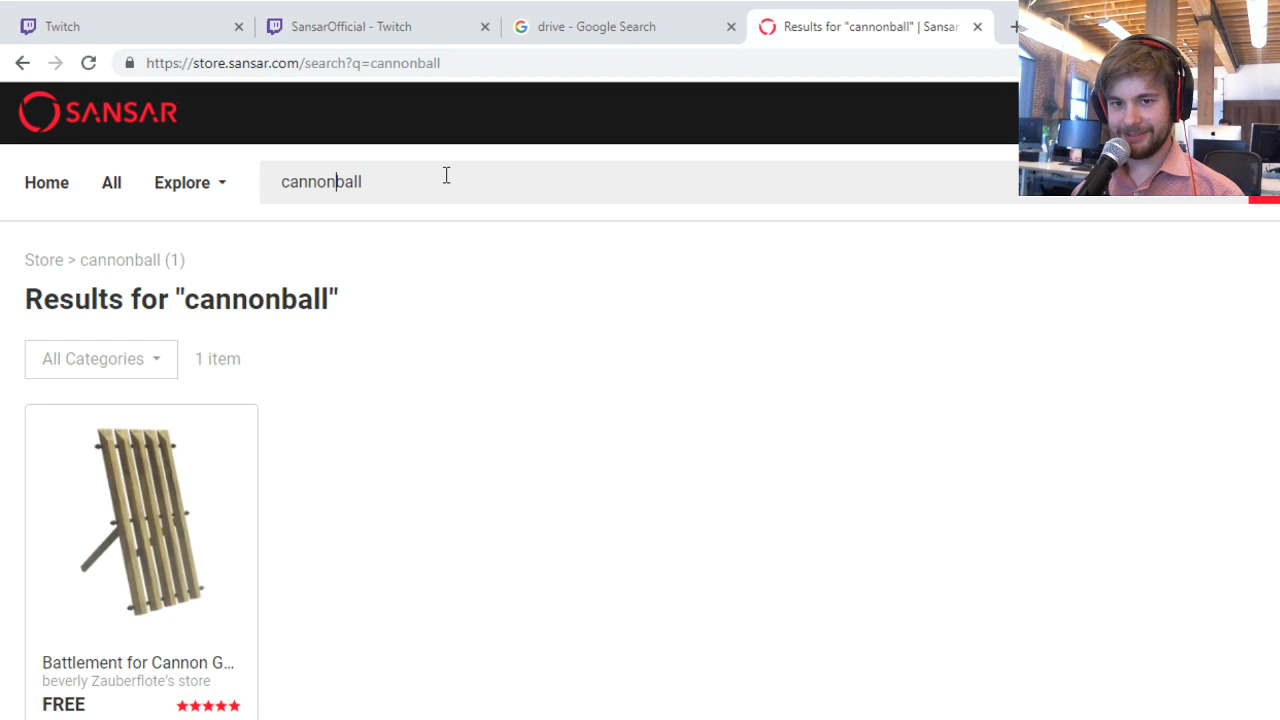 Twitch
SansarOfficial - Twitch
drive - Google Search
Results for "cannonball" | Sansar
https://store.sansar.com/search?q=cannonball
SANSAR
Home
All
Explore
cannonball
Store > cannonball (1)
Results for "cannonball"
All Categories
1 item
Battlement for Cannon G...
beverly Zauberflote's store
FREE